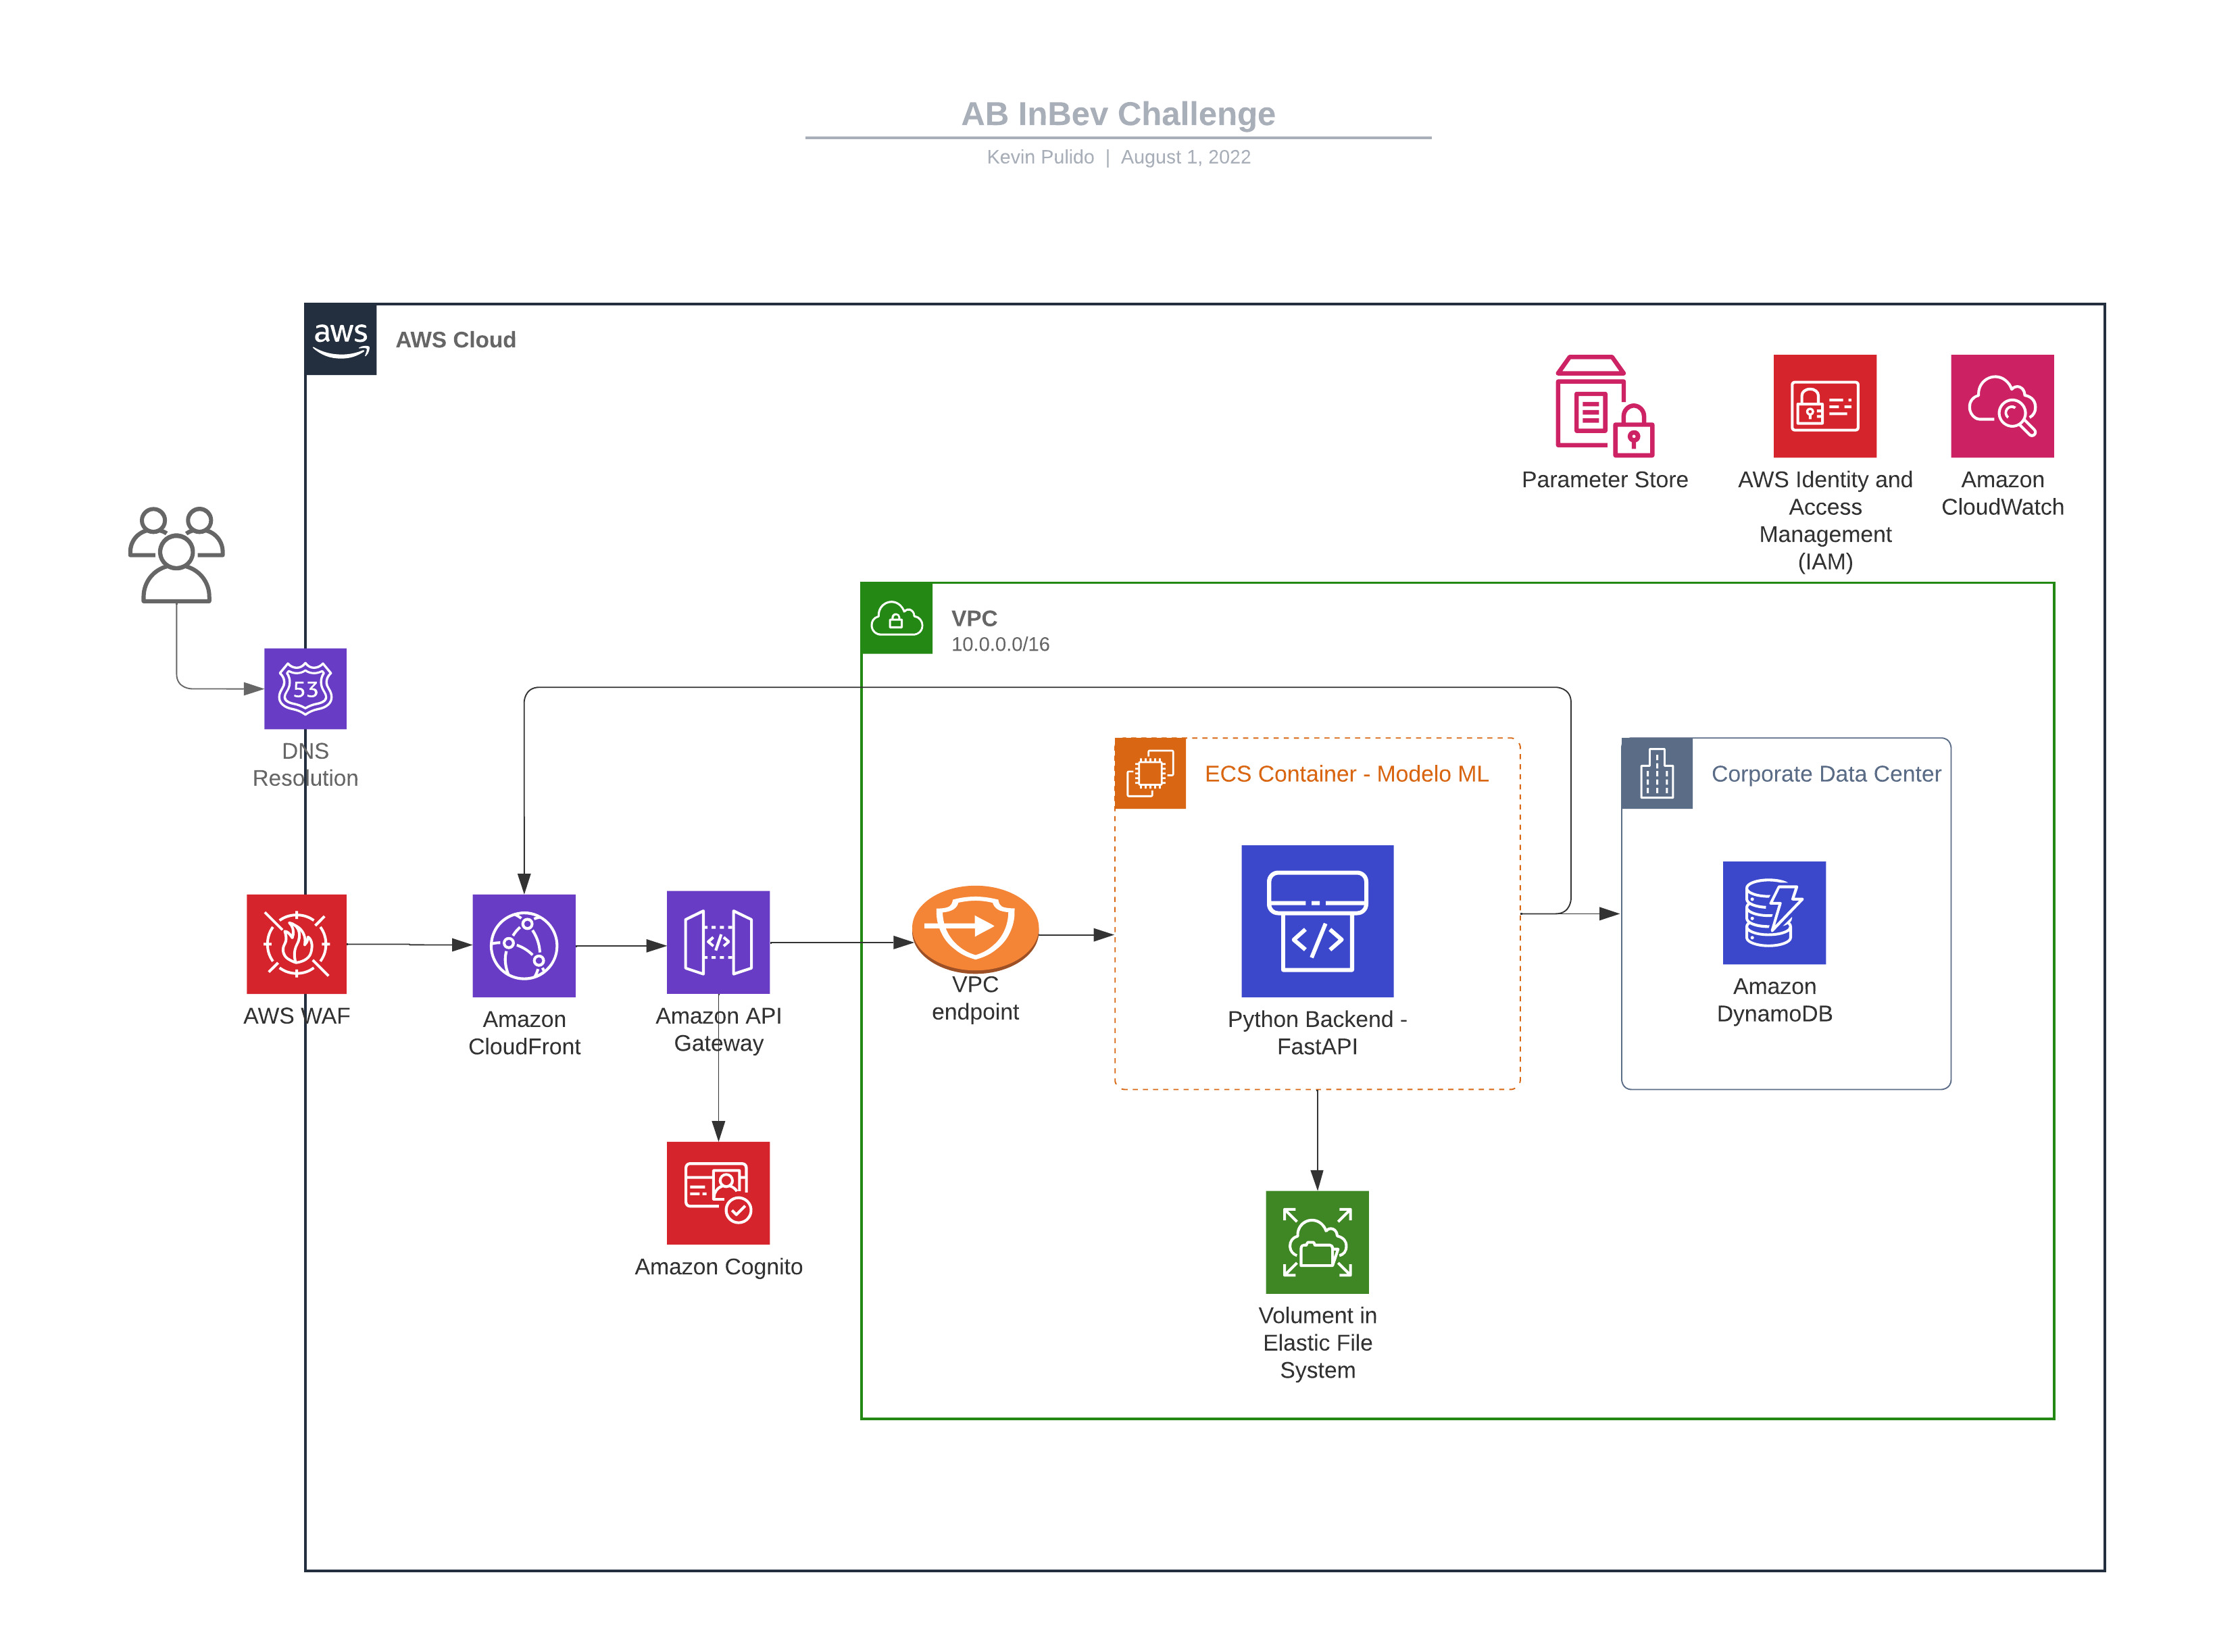 AB InBev Challenge
Kevin Pulido | August 1, 2022
aws
AWS Cloud
Parameter Store
AWS Identity and
Access
Management
(IAM)
Amazon
CloudWatch
VPC
10.0.0.0/16
53
DNS
Resolution
ECS Container - Modelo ML
Corporate Data Center
AWS WAF
Amazon
CloudFront
Amazon API
Gateway
VPC
endpoint
Python Backend -
FastAPI
Amazon
DynamoDB
Amazon Cognito
Volument in
Elastic File
System